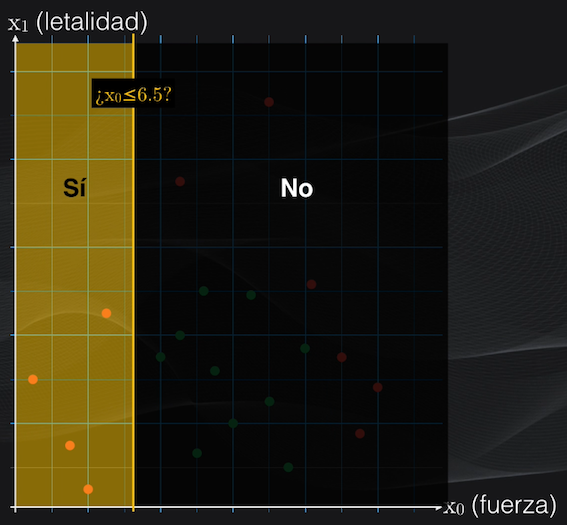 x₁ (letalidad)
¿x₀≤6.5?
Sí
No
x₀ (fuerza)